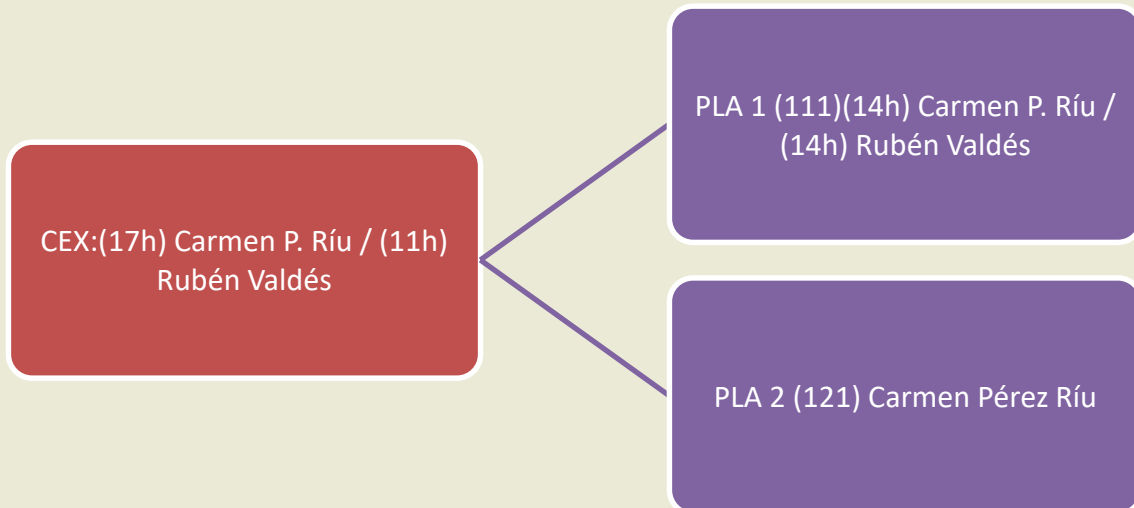 CEX:(17h) Carmen P. Ríu / (11h)
Rubén Valdés
PLA 1 (111)(14h) Carmen P. Ríu /
(14h) Rubén Valdés
PLA 2 (121) Carmen Pérez Ríu